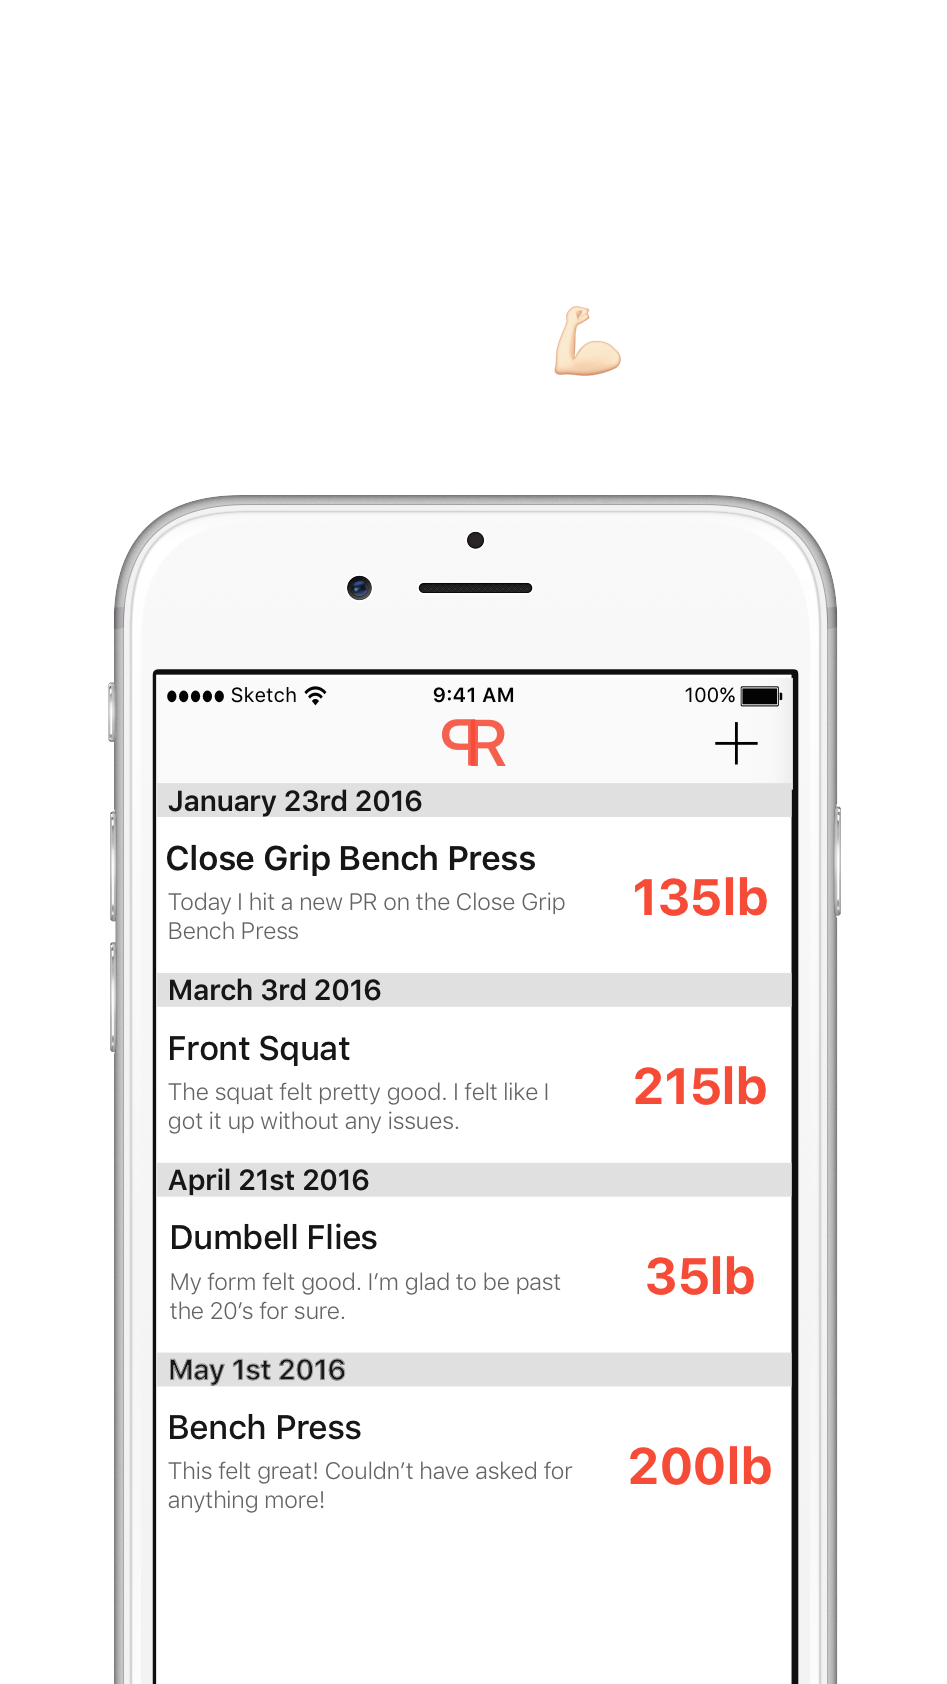 Sketch 9:41 AM 100%
PR
January 23rd 2016
Close Grip Bench Press
Today I hit a new PR on the Close Grip
Bench Press
135lb
March 3rd 2016
Front Squat
The squat felt pretty good. I felt like I
got it up without any issues.
215lb
April 21st 2016
Dumbell Flies
My form felt good. I’m glad to be past
the 20’s for sure.
35lb
May 1st 2016
Bench Press
This felt great! Couldn’t have asked for
anything more!
200lb